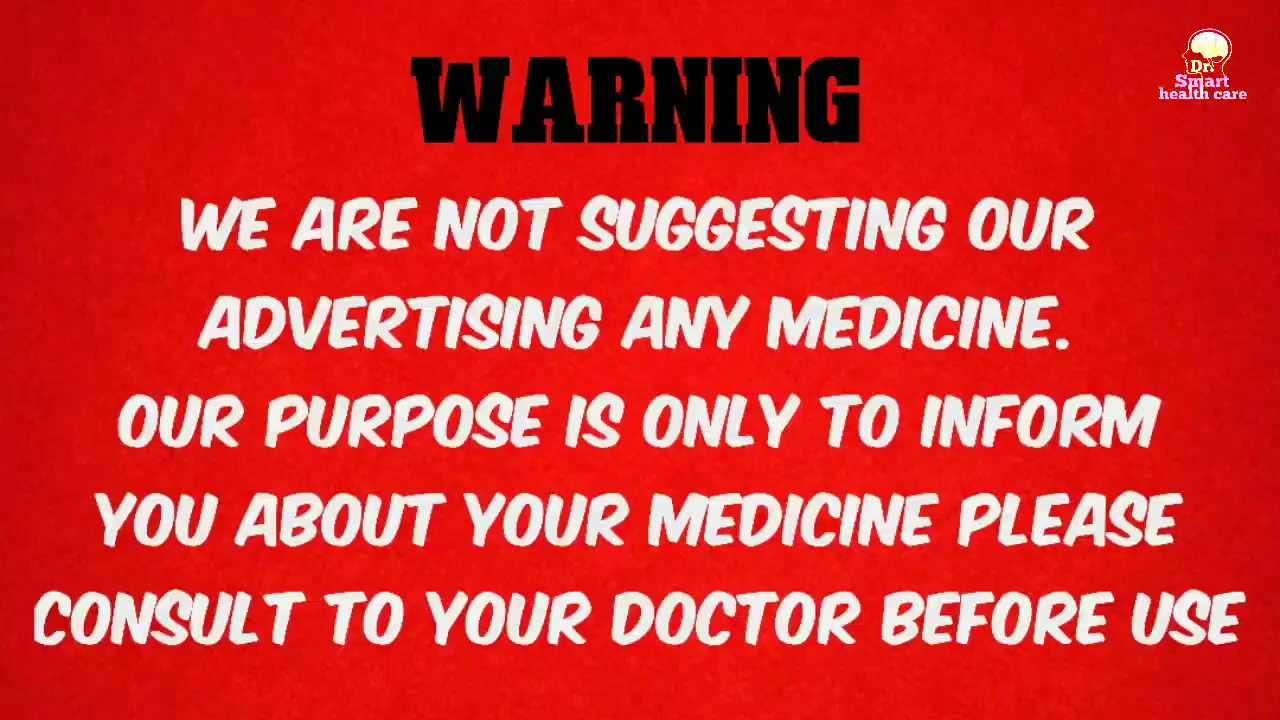 WARNING
Dr.
Smart
health care
WE ARE NOT SUGGESTING OUR
ADVERTISING ANY MEDICINE.
OUR PURPOSE IS ONLY TO INFORM
YOU ABOUT YOUR MEDICINE PLEASE
CONSULT TO YOUR DOCTOR BEFORE USE